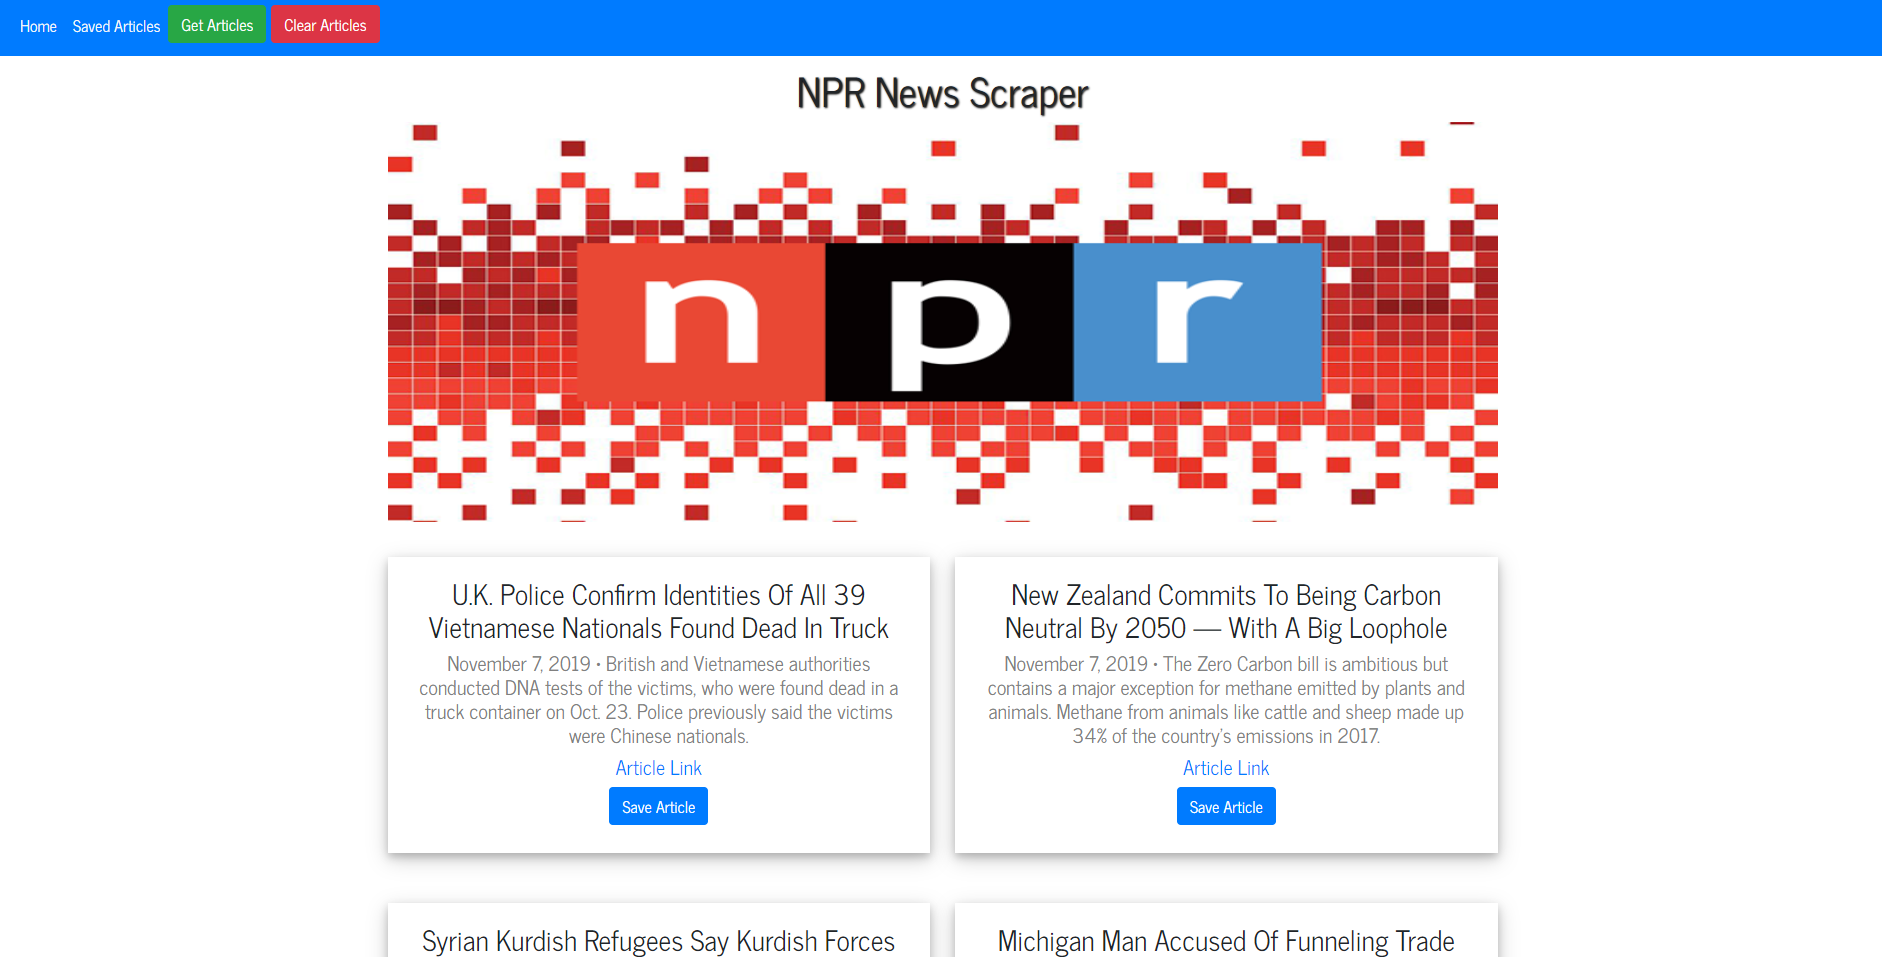 Home Saved Articles Get Articles Clear Articles
NPR News Scraper
n p r
U.K. Police Confirm Identities Of All 39
Vietnamese Nationals Found Dead In Truck
November 7, 2019 • British and Vietnamese authorities
conducted DNA tests of the victims, who were found dead in a
truck container on Oct. 23. Police previously said the victims
were Chinese nationals.
Article Link
Save Article
New Zealand Commits To Being Carbon
Neutral By 2050 — With A Big Loophole
November 7, 2019 • The Zero Carbon bill is ambitious but
contains a major exception for methane emitted by plants and
animals. Methane from animals like cattle and sheep made up
34% of the country's emissions in 2017.
Article Link
Save Article
Syrian Kurdish Refugees Say Kurdish Forces
Michigan Man Accused Of Funneling Trade